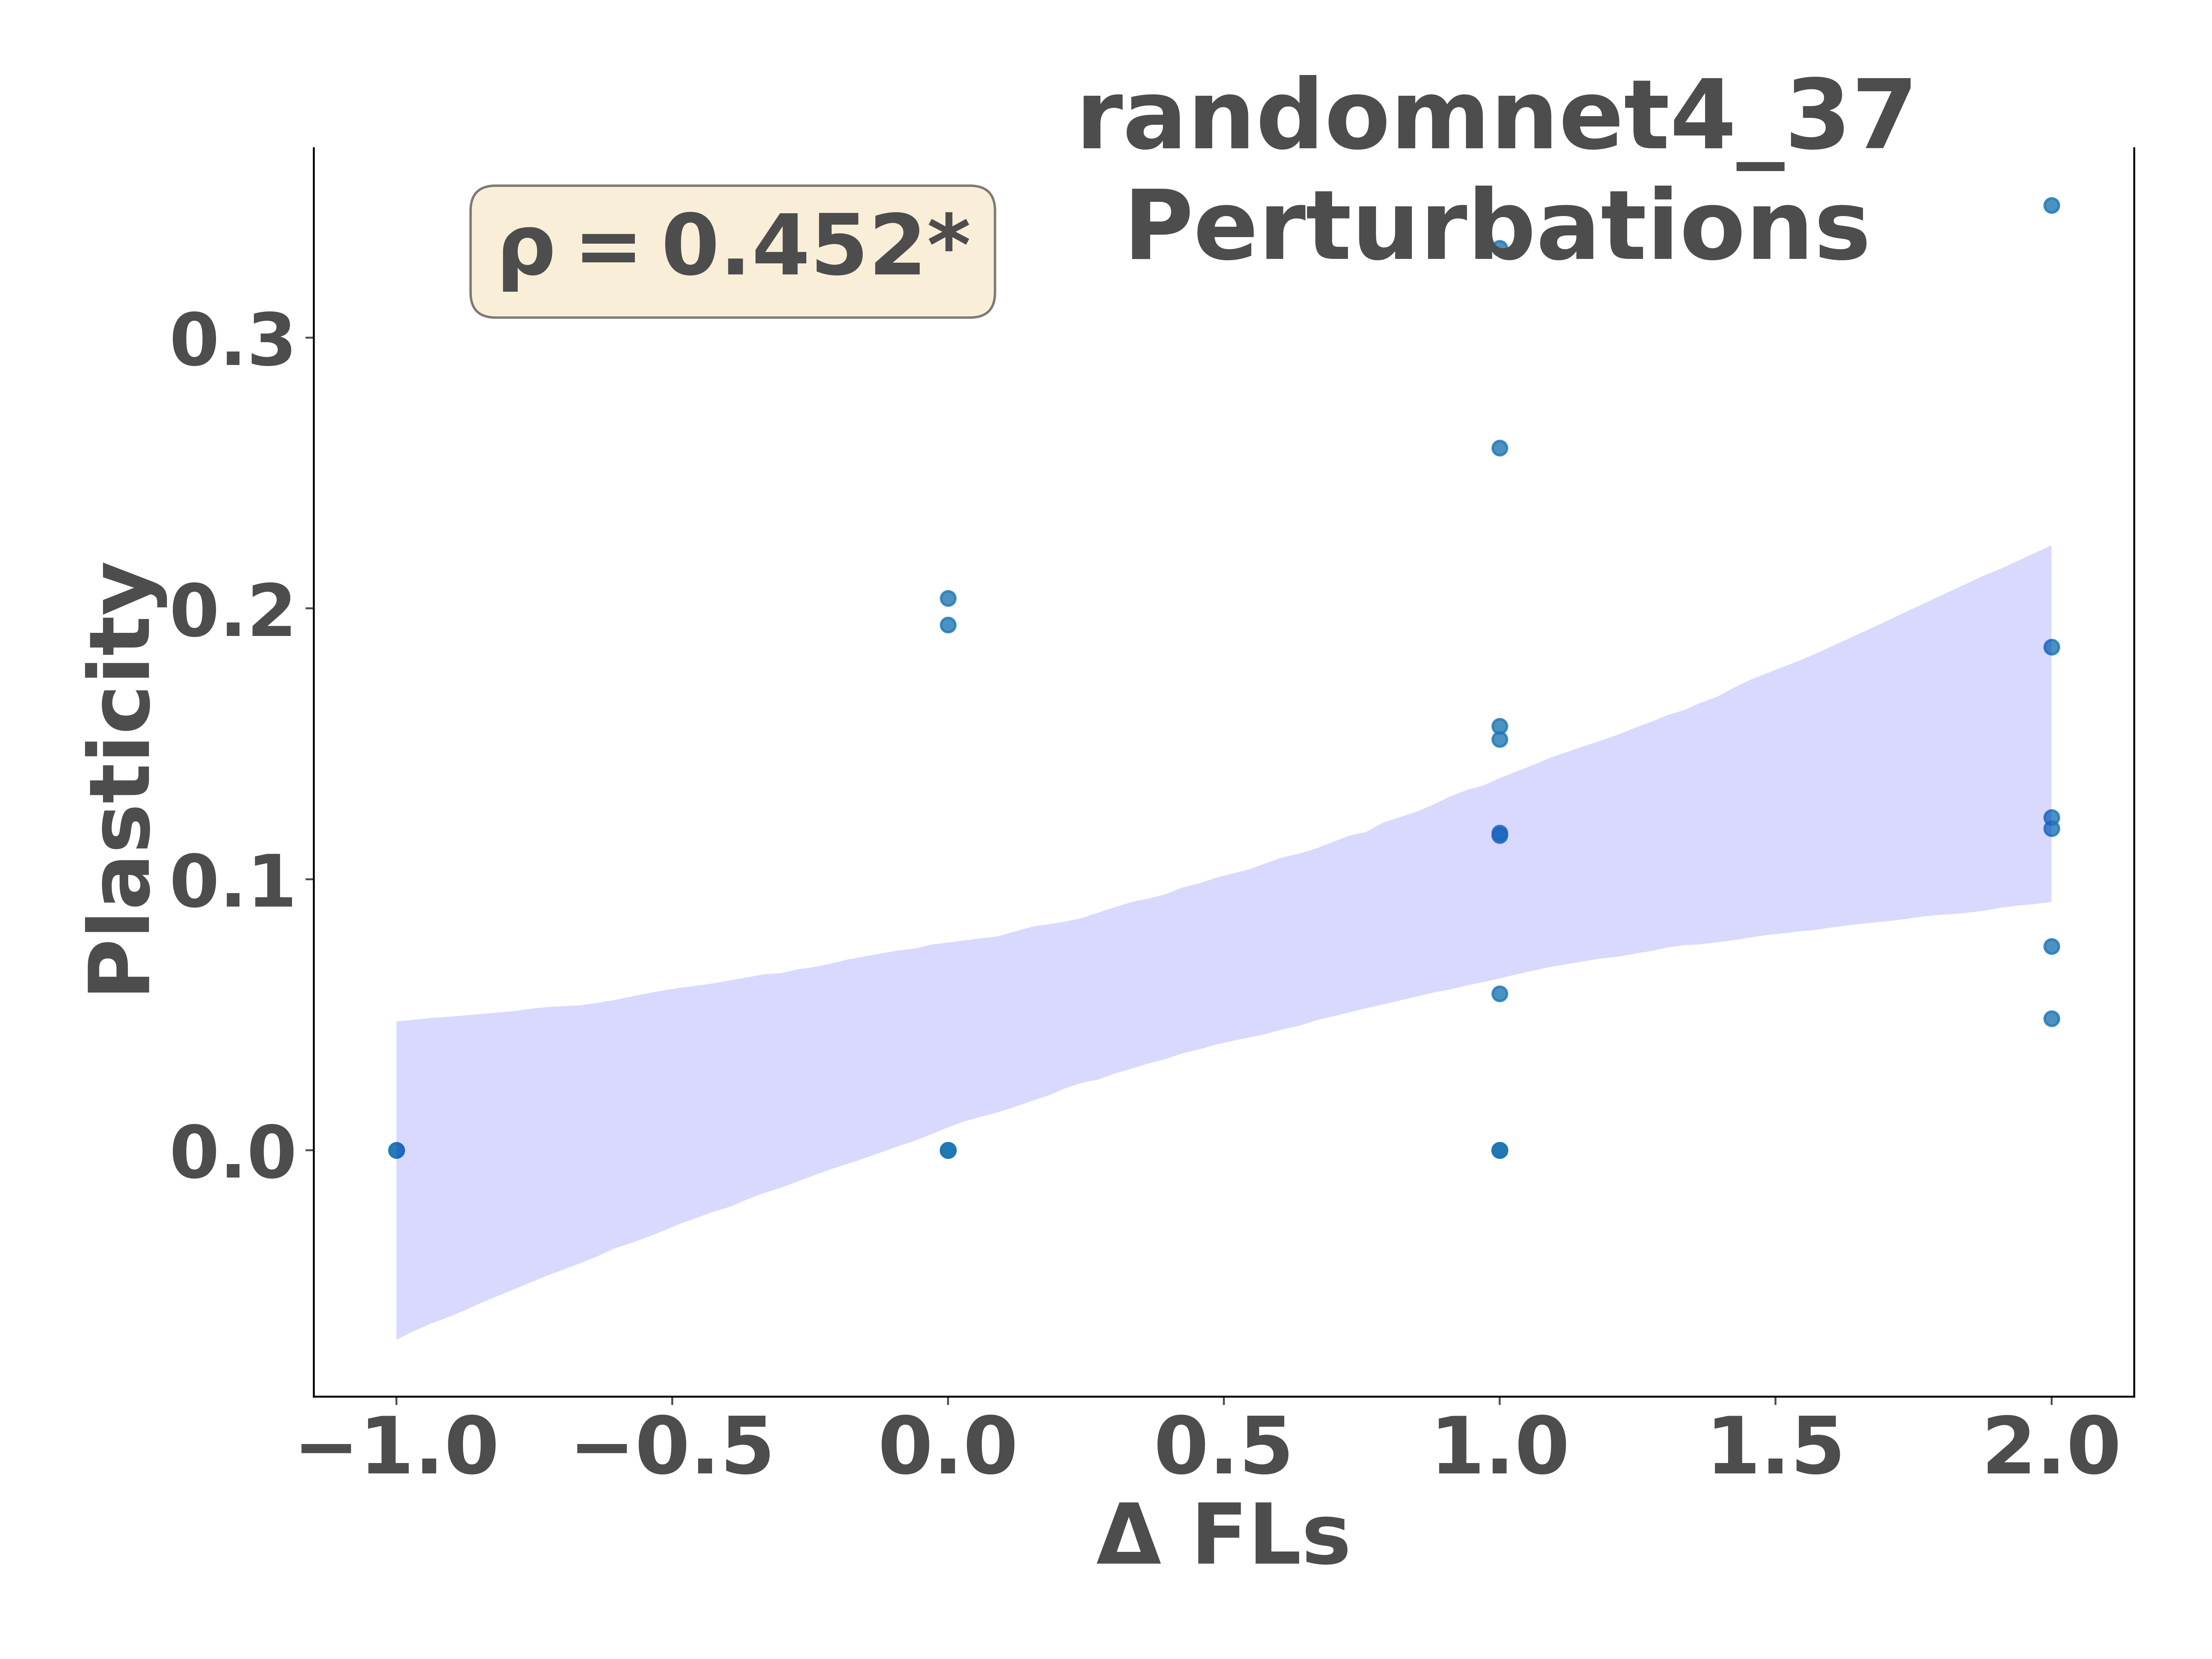 randomnet4_37
Perturbations
ρ = 0.452*
Plasticity
0.3
0.2
0.1
0.0
−1.0 −0.5 0.0 0.5 1.0 1.5 2.0
Δ FLs